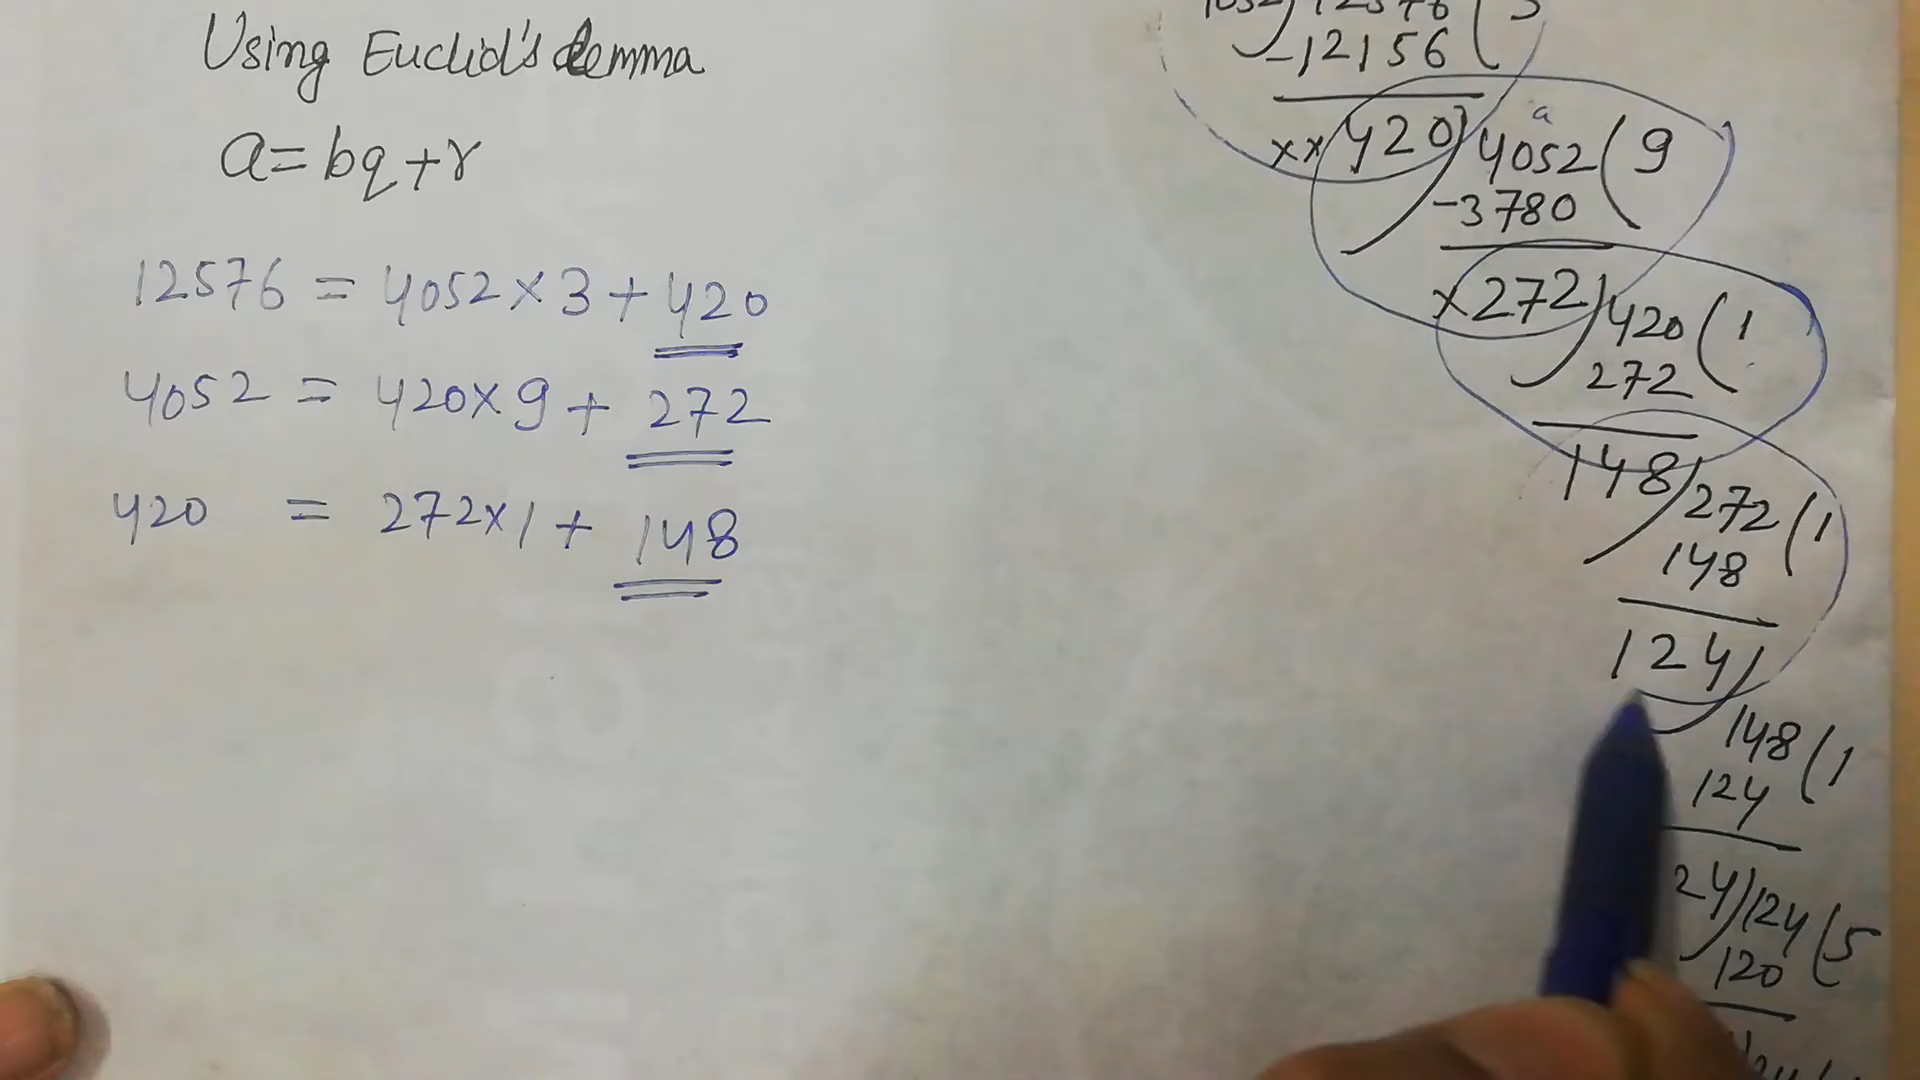 Using Euclid's Lemma
a=bq+r
12576 = 4052×3+420
4052 = 420×9+ 272
420 = 272×1+ 148
-12156
××420)4052(9
a
-3780
×272)420(1
272
148)272(1
148
124)148(1
124
24)124(5
120